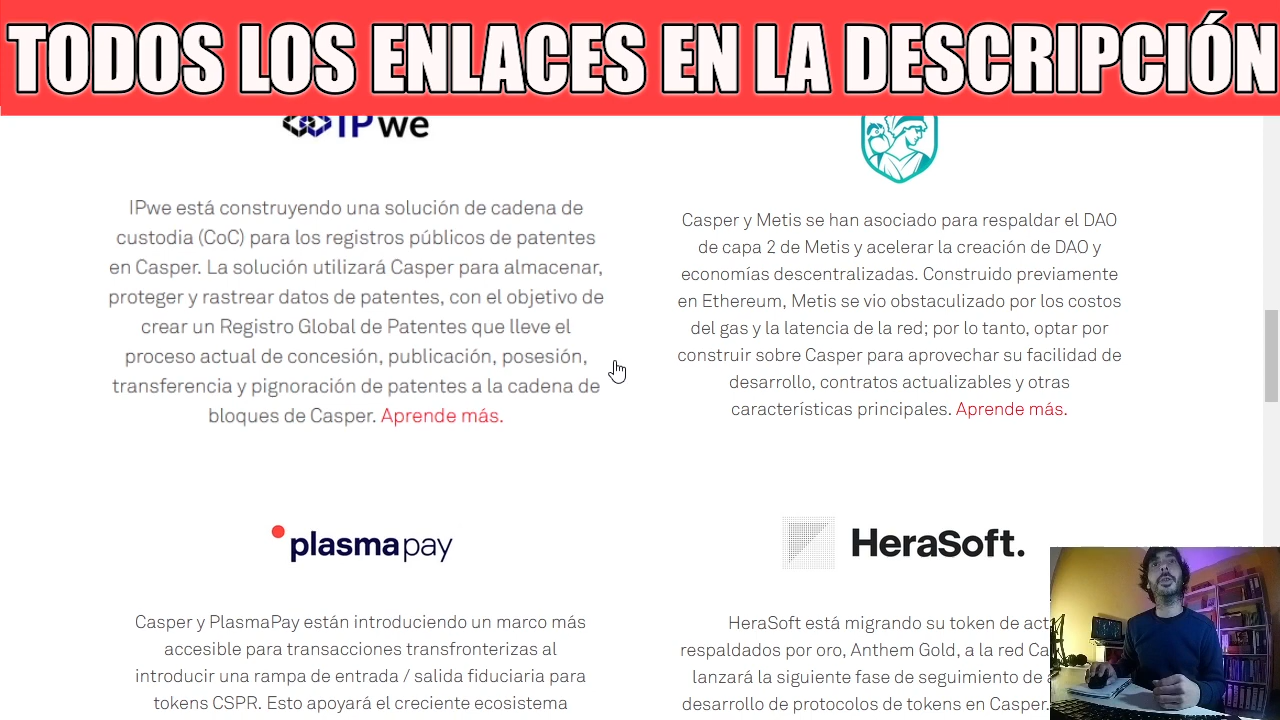 TODOS LOS ENLACES EN LA DESCRIPCIÓN
IPwe
IPwe está construyendo una solución de cadena de
custodia (CoC) para los registros públicos de patentes
en Casper. La solución utilizará Casper para almacenar,
proteger y rastrear datos de patentes, con el objetivo de
crear un Registro Global de Patentes que lleve el
proceso actual de concesión, publicación, posesión,
transferencia y pignoración de patentes a la cadena de
bloques de Casper. Aprende más.
Casper y Metis se han asociado para respaldar el DAO
de capa 2 de Metis y acelerar la creación de DAO y
economías descentralizadas. Construido previamente
en Ethereum, Metis se vio obstaculizado por los costos
del gas y la latencia de la red; por lo tanto, optar por
construir sobre Casper para aprovechar su facilidad de
desarrollo, contratos actualizables y otras
características principales. Aprende más.
plasmapay
Casper y PlasmaPay están introduciendo un marco más
accesible para transacciones transfronterizas al
introducir una rampa de entrada / salida fiduciaria para
tokens CSPR. Esto apoyará el creciente ecosistema
HeraSoft.
HeraSoft está migrando su token de
respaldados por oro, Anthem Gold, a la red
lanzará la siguiente fase de seguimiento de
desarrollo de protocolos de tokens en Casper.